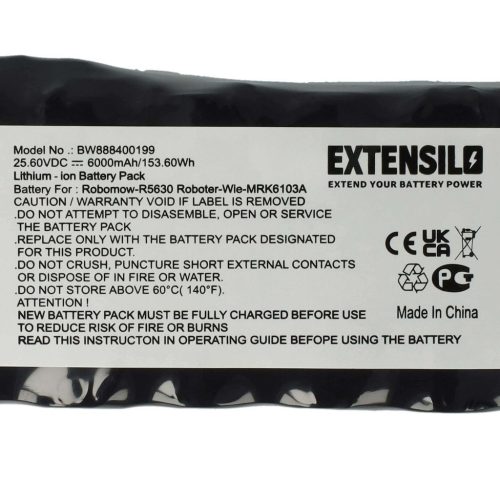 Model No : BW888400199
25.60VDC ⎓ 6000mAh/153.60Wh
Lithium - ion Battery Pack
Battery For : Robomow-R5630 Roboter-Wie-MRK6103A
CAUTION / WARANTY VOID IF LABEL IS REMOVED
.DO NOT ATTEMPT TO DISASSEMBLE, OPEN OR SEVICE
THE BATTERY PACK
.REPLACE ONLY WITH THE BATTERY PACK DESIGNATED
FOR YOUR PRODUCT
.DO NOT CRUSH, PUNCTURE SHORT EXTERNAL CONTACTS
OR DISPOSE OF IN FIRE OR WATER.
.DO NOT STORE ABOVE 60°C( 140°F]
ATTENTION !
NEW BATTERY PACK MUST BE FULLY CHARGED BEFORE USE
TO REDUCE RISK OF FIRE OR BURNS
READ THIS INSTRUCTON IN OPERATING GUIDE BEFPORE USING THE BATTERY
EXTENSILO
EXTEND YOUR BATTERY POWER
CE UK
CA
Made In China